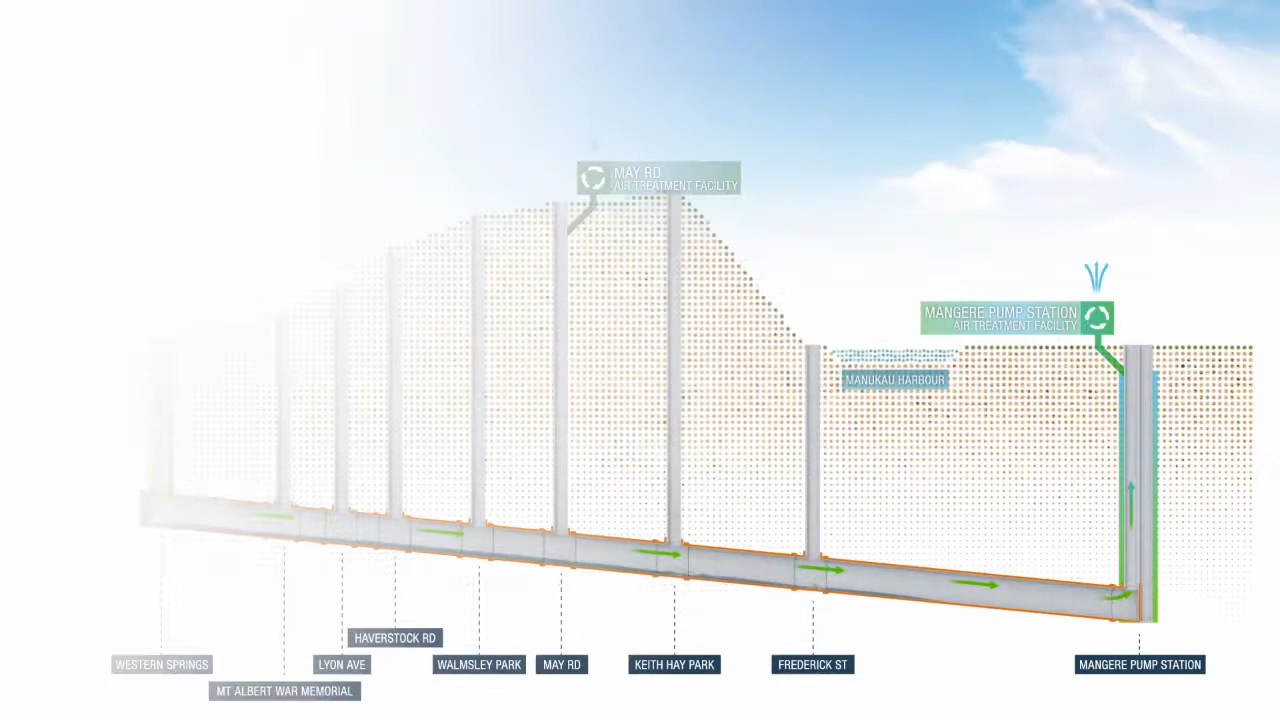 MAY RD
AIR TREATMENT FACILITY
MANGERE PUMP STATION
AIR TREATMENT FACILITY
MANUKAU HARBOUR
HAVERSTOCK RD
WESTERN SPRINGS
LYON AVE
WALMSLEY PARK
MAY RD
KEITH HAY PARK
FREDERICK ST
MANGERE PUMP STATION
MT ALBERT WAR MEMORIAL